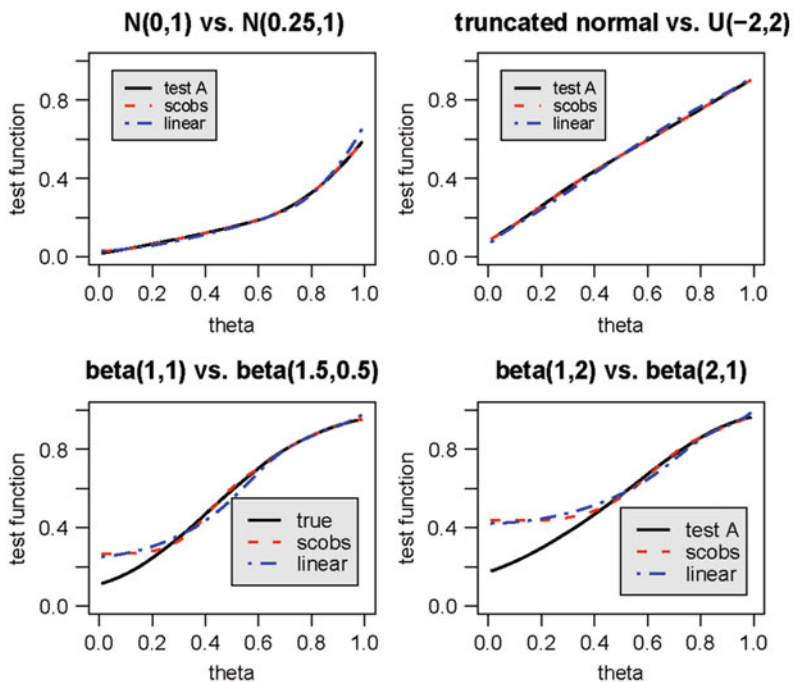 N(0,1) vs. N(0.25,1)
test function
0.8
0.4
0.0
test A
scobs
linear
0.0 0.2 0.4 0.6 0.8 1.0
theta
truncated normal vs. U(−2,2)
test function
0.8
0.4
0.0
test A
scobs
linear
0.0 0.2 0.4 0.6 0.8 1.0
theta
beta(1,1) vs. beta(1.5,0.5)
test function
0.8
0.4
0.0
true
scobs
linear
0.0 0.2 0.4 0.6 0.8 1.0
theta
beta(1,2) vs. beta(2,1)
test function
0.8
0.4
0.0
test A
scobs
linear
0.0 0.2 0.4 0.6 0.8 1.0
theta